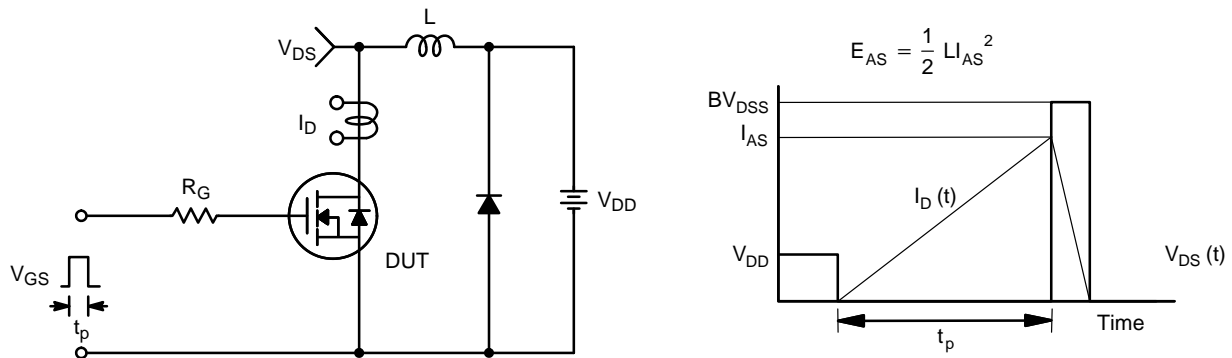 L
V_DS
I_D
R_G
V_DD
DUT
V_GS
t_p
E_AS = 1/2 LI_AS^2
BV_DSS
I_AS
I_D (t)
V_DD
V_DS (t)
t_p
Time